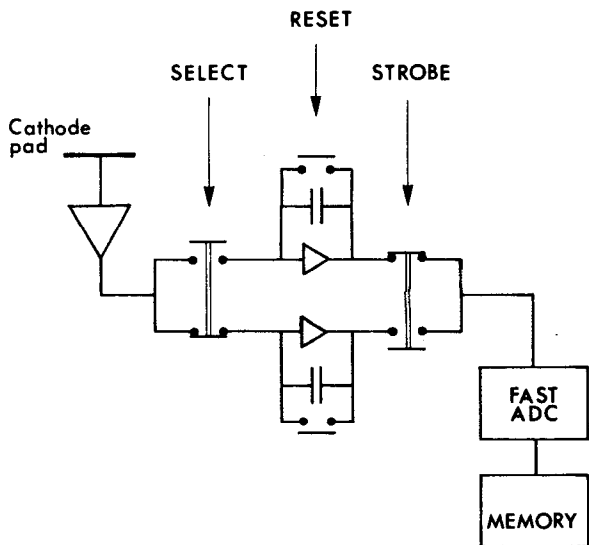 RESET
SELECT
STROBE
Cathode
pad
FAST
ADC
MEMORY